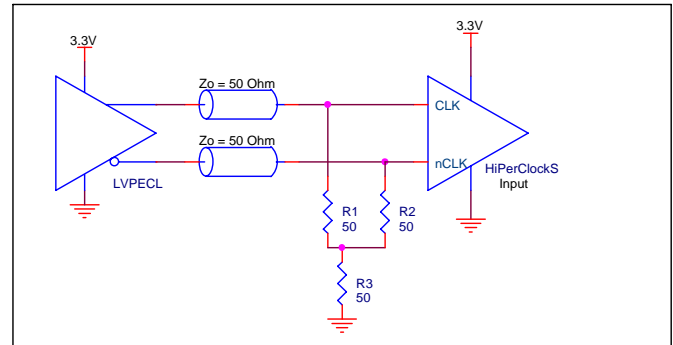 3.3V
3.3V
Zo = 50 Ohm
CLK
Zo = 50 Ohm
nCLK
LVPECL
HiPerClockS
Input
R1
50
R2
50
R3
50